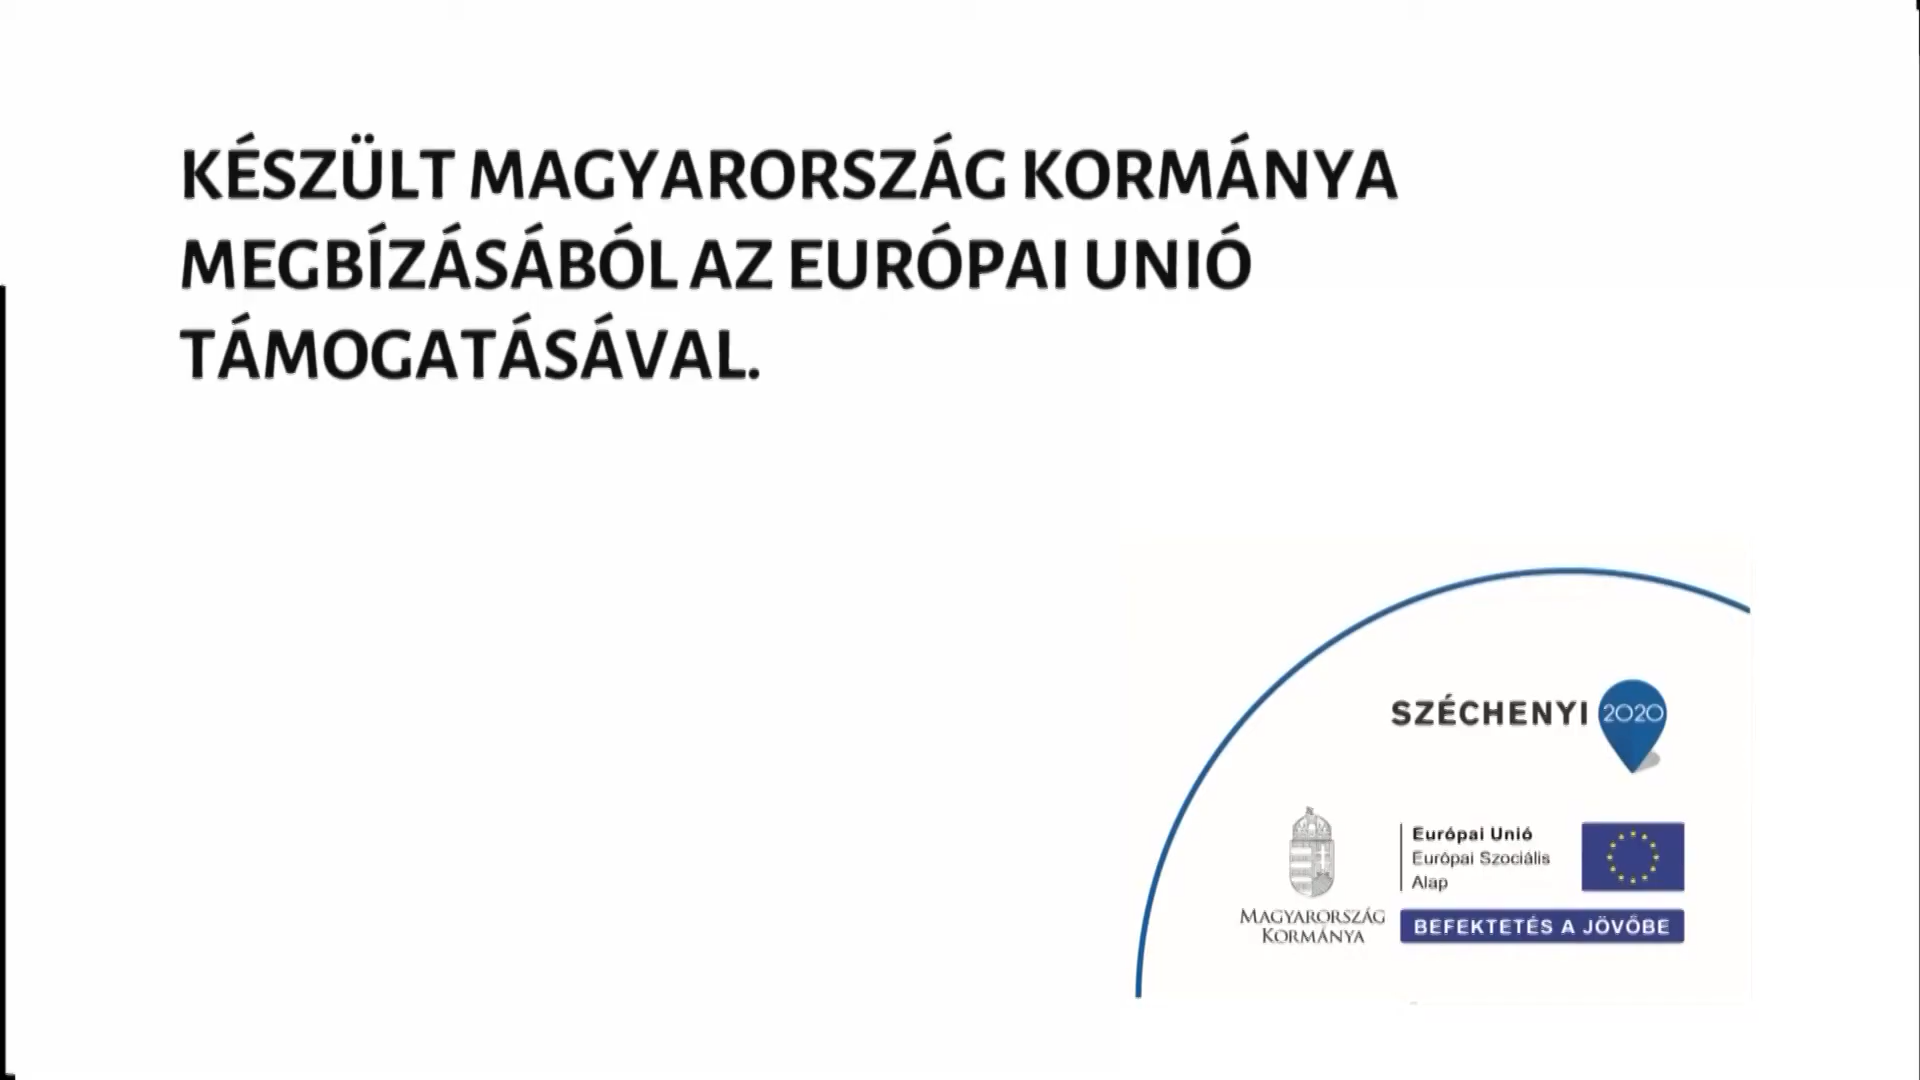 KÉSZÜLT MAGYARORSZÁG KORMÁNYA
MEGBÍZÁSÁBÓL AZ EURÓPAI UNIÓ
TÁMOGATÁSÁVAL.
SZÉCHENYI 2020
MAGYARORSZÁG
KORMÁNYA
Európai Unió
Európai Szociális
Alap
BEFEKTETÉS A JÖVŐBE